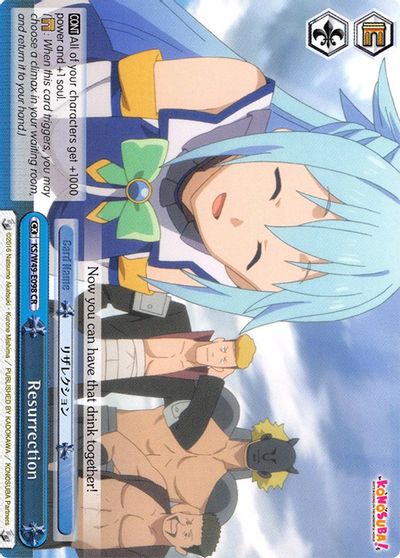 KONOSUBA!
Now you can have that drink together!
[CONT] All of your characters get +1000
power and +1 soul.
( : When this card triggers, you may
choose a climax in your waiting room,
and return it to your hand.)
Card Name
リザレクション
CX
KS/W49-E098 CR
Resurrection
©2016 Natsume Akatsuki・Kurone Mishima / PUBLISHED BY KADOKAWA / KONOSUBA Partners